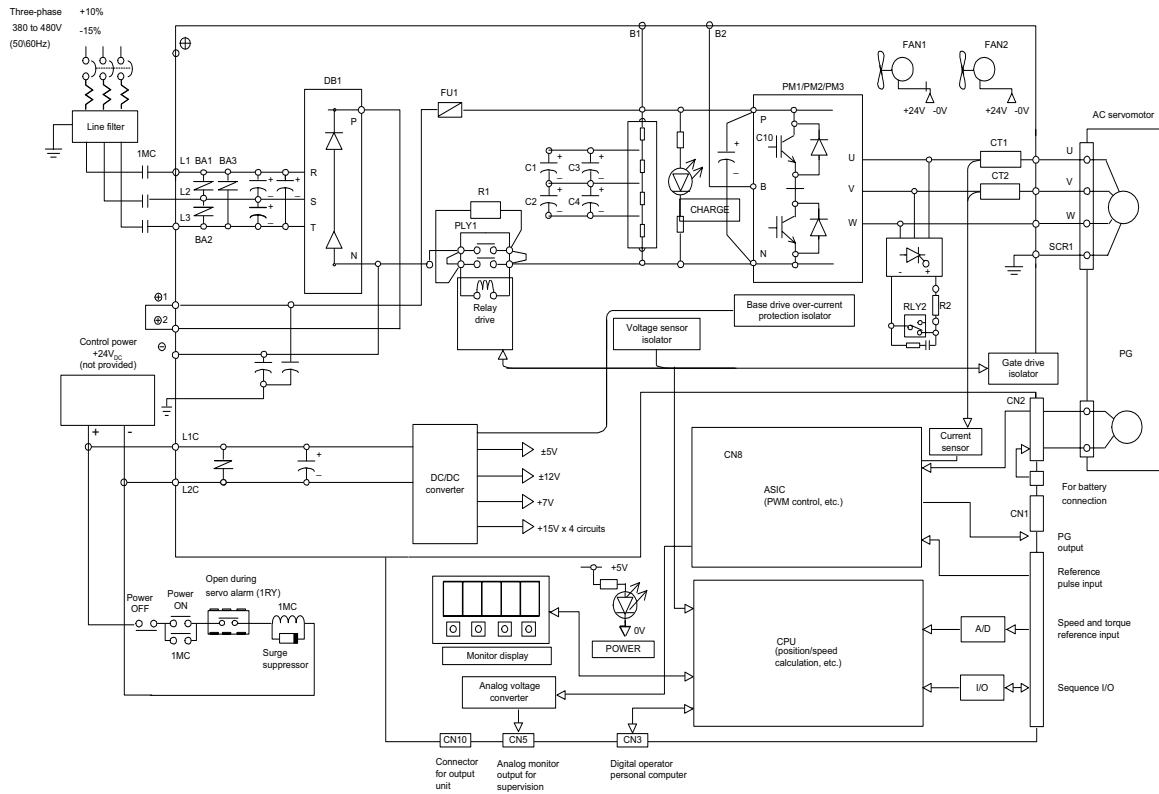 Three-phase +10%
380 to 480V -15%
(50\60Hz)
Line filter
1MC
L1 BA1 BA3
L2
L3
BA2
DB1
P
R
S
T
N
FU1
B1 B2
C1 + C3 +
C2 C4
R1
PLY1
Relay
drive
CHARGE
PM1/PM2/PM3
P
C10
B
N
U
V
W
FAN1 FAN2
+24V -0V +24V -0V
AC servomotor
CT1
CT2
U
V
W
SCR1
- +
RLY2 R2
PG
1
2
Control power
+24VDC
(not provided)
+ -
Base drive over-current
protection isolator
Voltage sensor
isolator
Gate drive
isolator
L1C
L2C
DC/DC
converter
±5V
±12V
+7V
+15V x 4 circuits
CN8
ASIC
(PWM control, etc.)
Current
sensor
CN2
For battery
connection
CN1
PG
output
Reference
pulse input
Power
OFF
Power
ON
Open during
servo alarm (1RY)
1MC
1MC
Surge
suppressor
Monitor display
+5V
0V
POWER
CPU
(position/speed
calculation, etc.)
A/D
Speed and torque
reference input
I/O
Sequence I/O
Analog voltage
converter
CN10 CN5 CN3
Connector
for output
unit
Analog monitor
output for
supervision
Digital operator
personal computer